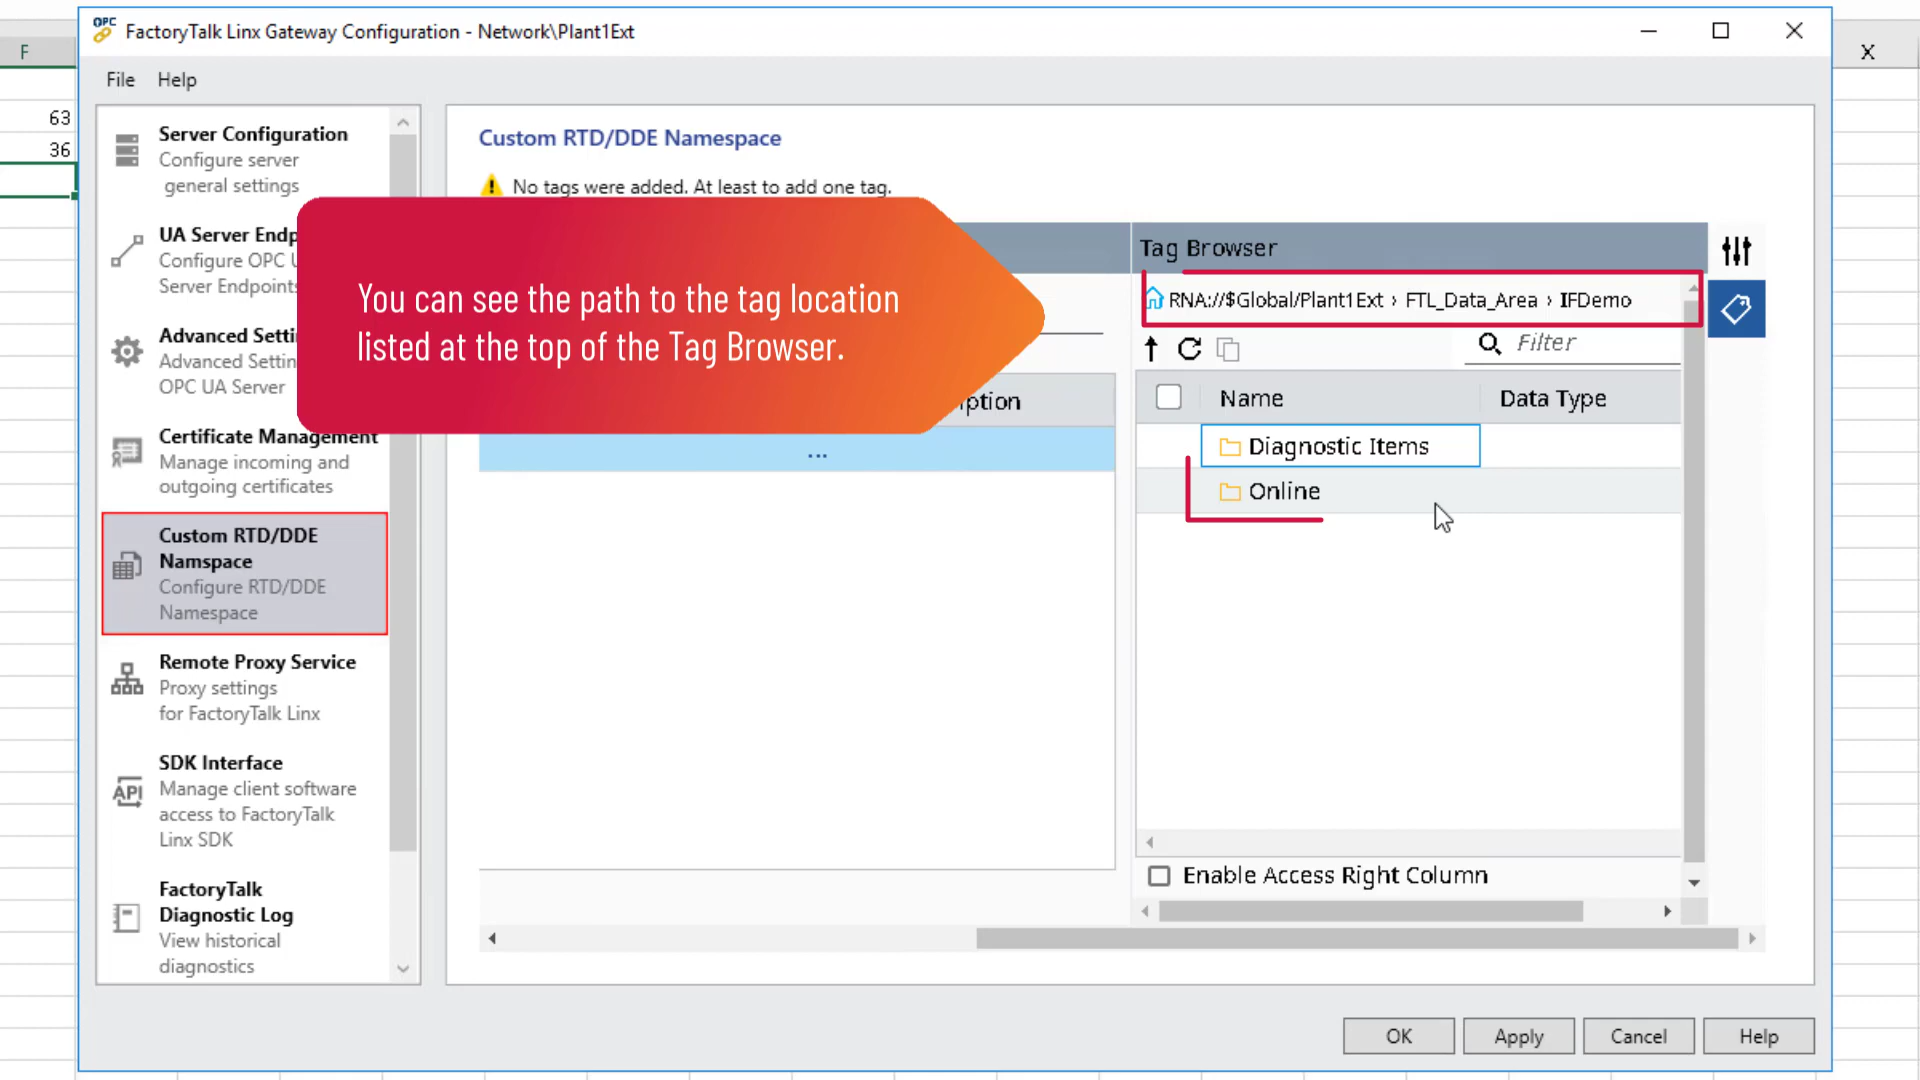 OPC
FactoryTalk Linx Gateway Configuration - Network\Plant1Ext
F
X
File
Help
63
36
Server Configuration
Configure server
general settings
UA Server Endp
Configure OPC U
Server Endpoints
Advanced Setti
Advanced Setting
OPC UA Server
Certificate Management
Manage incoming and
outgoing certificates
Custom RTD/DDE
Namspace
Configure RTD/DDE
Namespace
Remote Proxy Service
Proxy settings
for FactoryTalk Linx
API
SDK Interface
Manage client software
access to FactoryTalk
Linx SDK
FactoryTalk
Diagnostic Log
View historical
diagnostics
Custom RTD/DDE Namespace
No tags were added. At least to add one tag.
You can see the path to the tag location
listed at the top of the Tag Browser.
iption
...
Tag Browser
RNA://$Global/Plant1Ext › FTL_Data_Area › IFDemo
Filter
Name
Data Type
Diagnostic Items
Online
Enable Access Right Column
OK
Apply
Cancel
Help